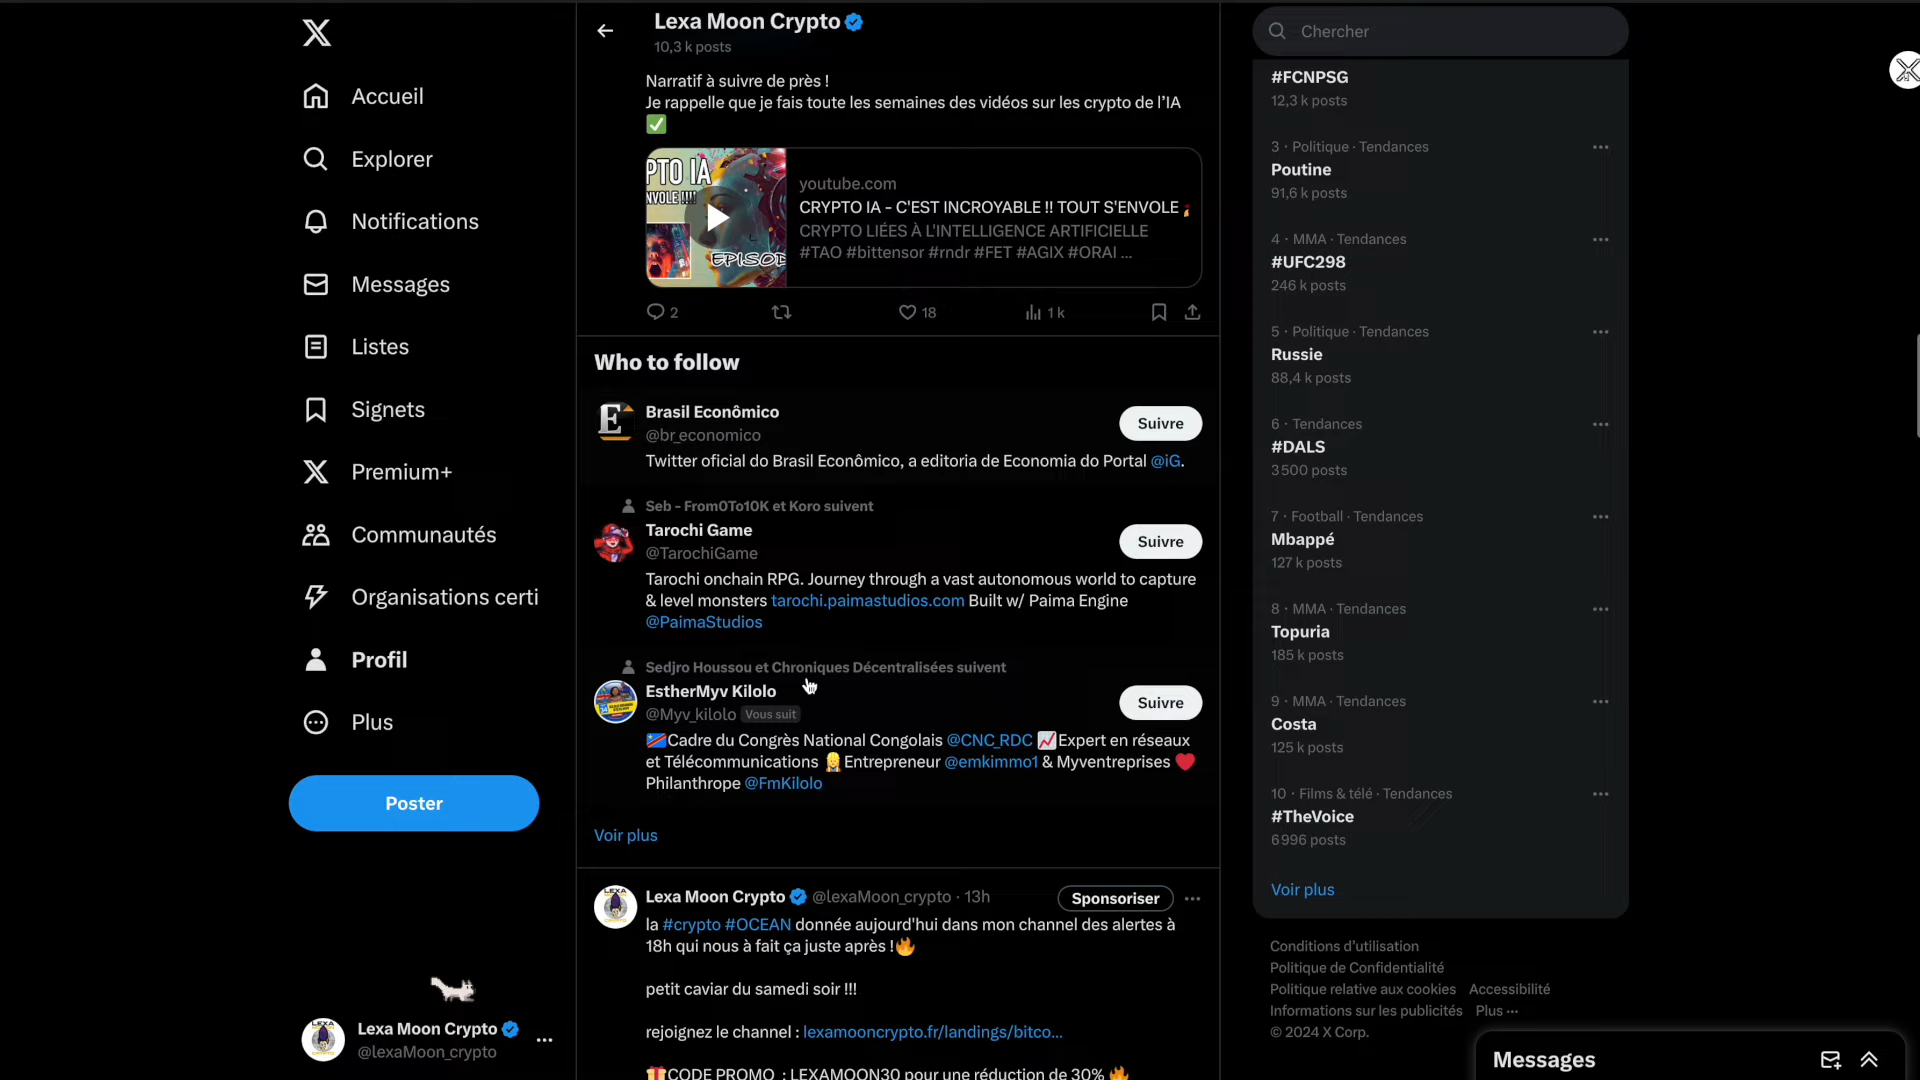 Accueil
Explorer
Notifications
Messages
Listes
Signets
Premium+
Communautés
Organisations certi
Profil
Plus
Poster
Lexa Moon Crypto
@lexaMoon_crypto
Lexa Moon Crypto
10,3 k posts
Narratif à suivre de près !
Je rappelle que je fais toute les semaines des vidéos sur les crypto de l'IA
PTO IA
NVOLE !!!!
EPISOD
youtube.com
CRYPTO IA - C'EST INCROYABLE !! TOUT S'ENVOLE
CRYPTO LIÉES À L'INTELLIGENCE ARTIFICIELLE
#TAO #bittensor #rndr #FET #AGIX #ORAI ...
2
18
1 k
Who to follow
Brasil Econômico
@br_economico
Suivre
Twitter oficial do Brasil Econômico, a editoria de Economia do Portal @iG.
Seb - From0To10K et Koro suivent
Tarochi Game
@TarochiGame
Suivre
Tarochi onchain RPG. Journey through a vast autonomous world to capture
& level monsters tarochi.paimastudios.com Built w/ Paima Engine
@PaimaStudios
Sedjro Houssou et Chroniques Décentralisées suivent
EstherMyv Kilolo
@Myv_kilolo Vous suit
Suivre
🇨🇩Cadre du Congrès National Congolais @CNC_RDC 📈Expert en réseaux
et Télécommunications 👷‍♀️Entrepreneur @emkimmo1 & Myventreprises ❤️
Philanthrope @FmKilolo
Voir plus
Lexa Moon Crypto @lexaMoon_crypto · 13h
Sponsoriser
la #crypto #OCEAN donnée aujourd'hui dans mon channel des alertes à
18h qui nous à fait ça juste après !🔥
petit caviar du samedi soir !!!
rejoignez le channel : lexamooncrypto.fr/landings/bitco...
🎁CODE PROMO : LEXAMOON30 pour une réduction de 30% 🔥
Chercher
#FCNPSG
12,3 k posts
3 · Politique · Tendances
Poutine
91,6 k posts
4 · MMA · Tendances
#UFC298
246 k posts
5 · Politique · Tendances
Russie
88,4 k posts
6 · Tendances
#DALS
3 500 posts
7 · Football · Tendances
Mbappé
127 k posts
8 · MMA · Tendances
Topuria
185 k posts
9 · MMA · Tendances
Costa
125 k posts
10 · Films & télé · Tendances
#TheVoice
6 996 posts
Voir plus
Conditions d'utilisation
Politique de Confidentialité
Politique relative aux cookies Accessibilité
Informations sur les publicités Plus ...
© 2024 X Corp.
Messages